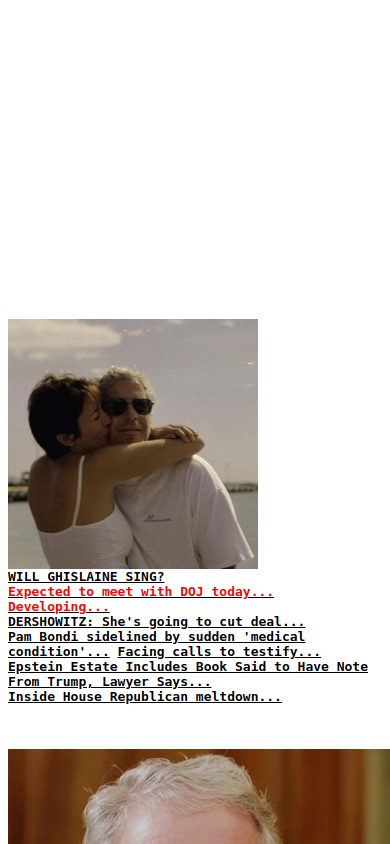 WILL GHISLAINE SING?
Expected to meet with DOJ today...
Developing...
DERSHOWITZ: She's going to cut deal...
Pam Bondi sidelined by sudden 'medical
condition'... Facing calls to testify...
Epstein Estate Includes Book Said to Have Note
From Trump, Lawyer Says...
Inside House Republican meltdown...